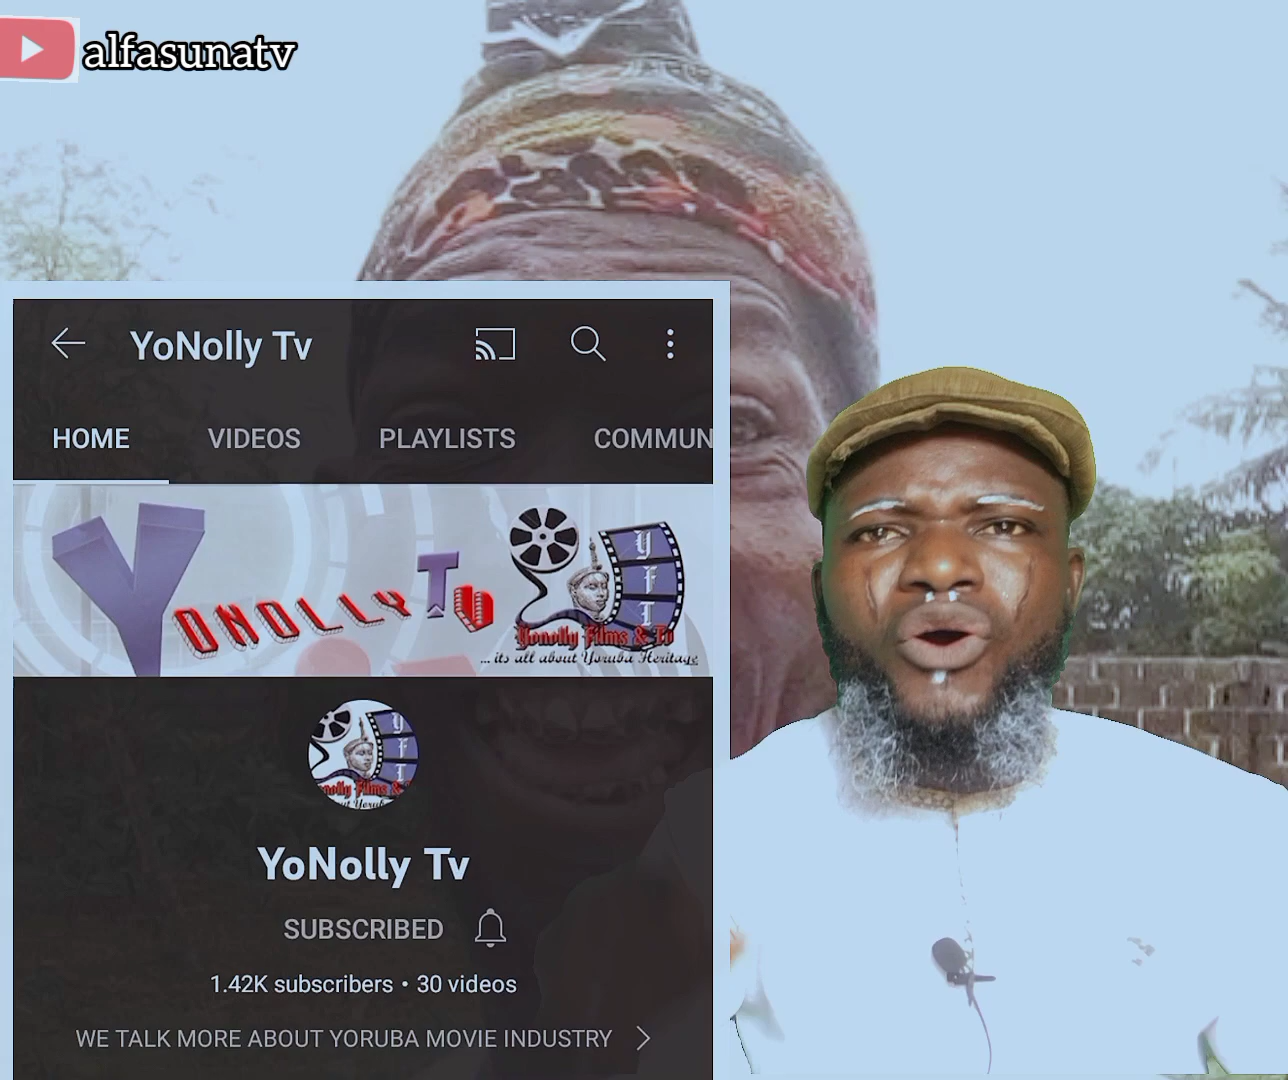 alfasunatv
YoNolly Tv
HOME VIDEOS PLAYLISTS COMMUN
YONOLLY Tv
Y F T
Yonolly Films & Tv
... its all about Yoruba Heritage
YoNolly Tv
SUBSCRIBED
1.42K subscribers • 30 videos
WE TALK MORE ABOUT YORUBA MOVIE INDUSTRY